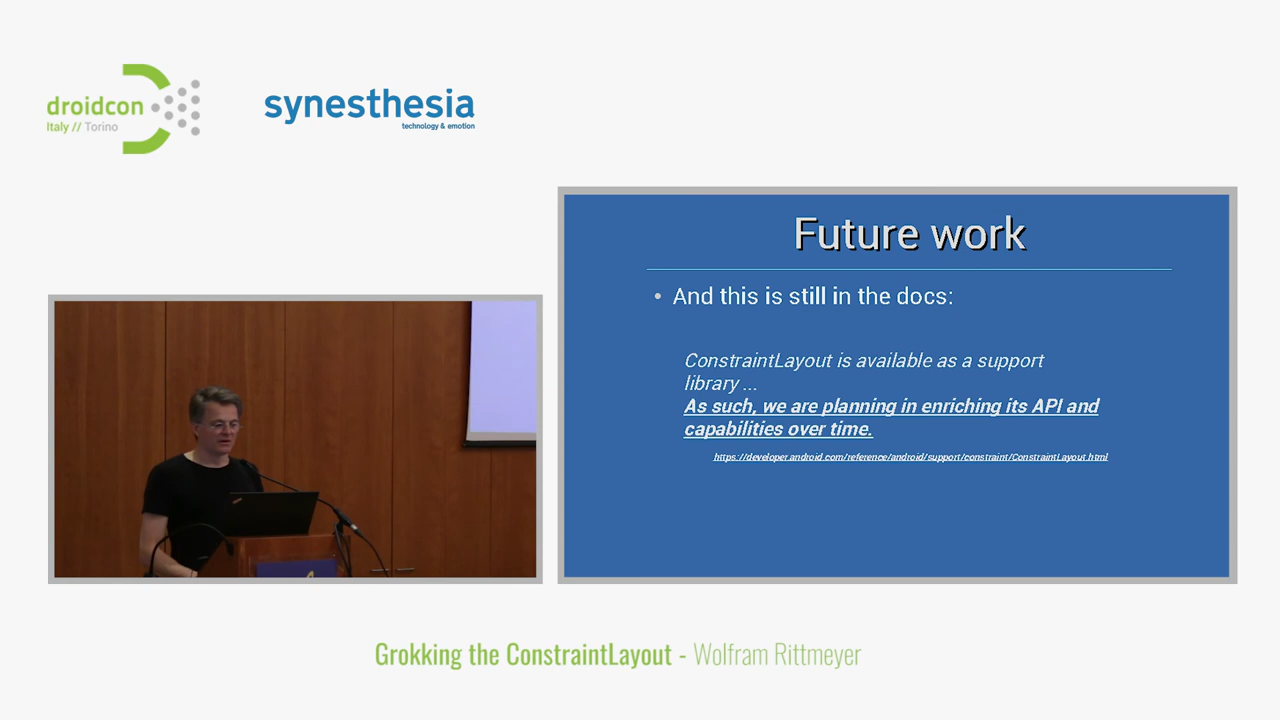 droidcon
Italy // Torino
synesthesia
technology & emotion
Future work
• And this is still in the docs:
ConstraintLayout is available as a support
library ...
As such, we are planning in enriching its API and
capabilities over time.
https://developer.android.com/reference/android/support/constraint/ConstraintLayout.html
Grokking the ConstraintLayout - Wolfram Rittmeyer